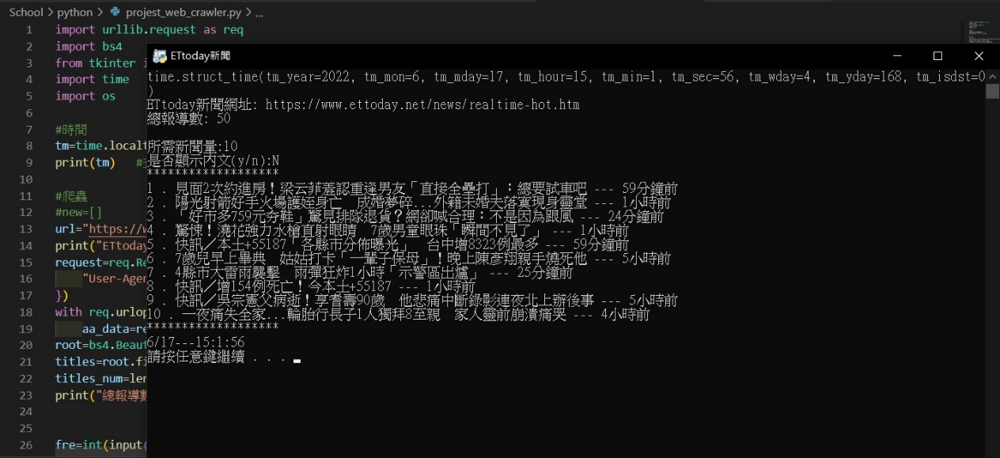 School > python > projest_web_crawler.py > ...
1 import urllib.request as req
2 import bs4
3 from tkinter i
4 import time
5 import os
6
7 #時間
8 tm=time.localt
9 print(tm) #
10
11 #爬蟲
12 #new=[]
13 url="https://w
14 print("ETtoday
15 request=req.Re
16 "User-Agen
17 })
18 with req.urlop
19 aa_data=re
20 root=bs4.Beaut
21 titles=root.fi
22 titles_num=len
23 print("總報導數
24
25
26 fre=int(input(
ETtoday新聞
time.struct_time(tm_year=2022, tm_mon=6, tm_mday=17, tm_hour=15, tm_min=1, tm_sec=56, tm_wday=4, tm_yday=168, tm_isdst=0
)
ETtoday新聞網址: https://www.ettoday.net/news/realtime-hot.htm
總報導數: 50
所需新聞量:10
是否顯示內文(y/n):N
*******************
1 . 見面2次約進房！梁云菲羞認重逢男友「直接全壘打」：總要試車吧 --- 59分鐘前
2 . 陽光射箭好手火場護姪身亡　成婚夢碎...外籍未婚夫落寞現身靈堂 --- 1小時前
3 . 「好市多759元夯鞋」驚見排隊退貨？網卻喊合理：不是因為跟風 --- 24分鐘前
4 . 驚悚！澆花強力水槍直射眼睛　7歲男童眼珠「瞬間不見了」 --- 1小時前
5 . 快訊／本土+55187「各縣市分佈曝光」　台中增8323例最多 --- 59分鐘前
6 . 7歲兒早上畢典　姑姑打卡「一輩子保母」！晚上陳彥翔親手燒死他 --- 5小時前
7 . 4縣市大雷雨襲擊　雨彈狂炸1小時「示警區出爐」 --- 25分鐘前
8 . 快訊／增154例死亡！今本土+55187 --- 1小時前
9 . 快訊／吳宗憲父病逝！享耆壽90歲　他悲痛中斷錄影連夜北上辦後事 --- 5小時前
10 . 一夜痛失全家...輪胎行長子1人獨拜8至親　家人靈前崩潰痛哭 --- 4小時前
*******************
6/17---15:1:56
請按任意鍵繼續 . . .